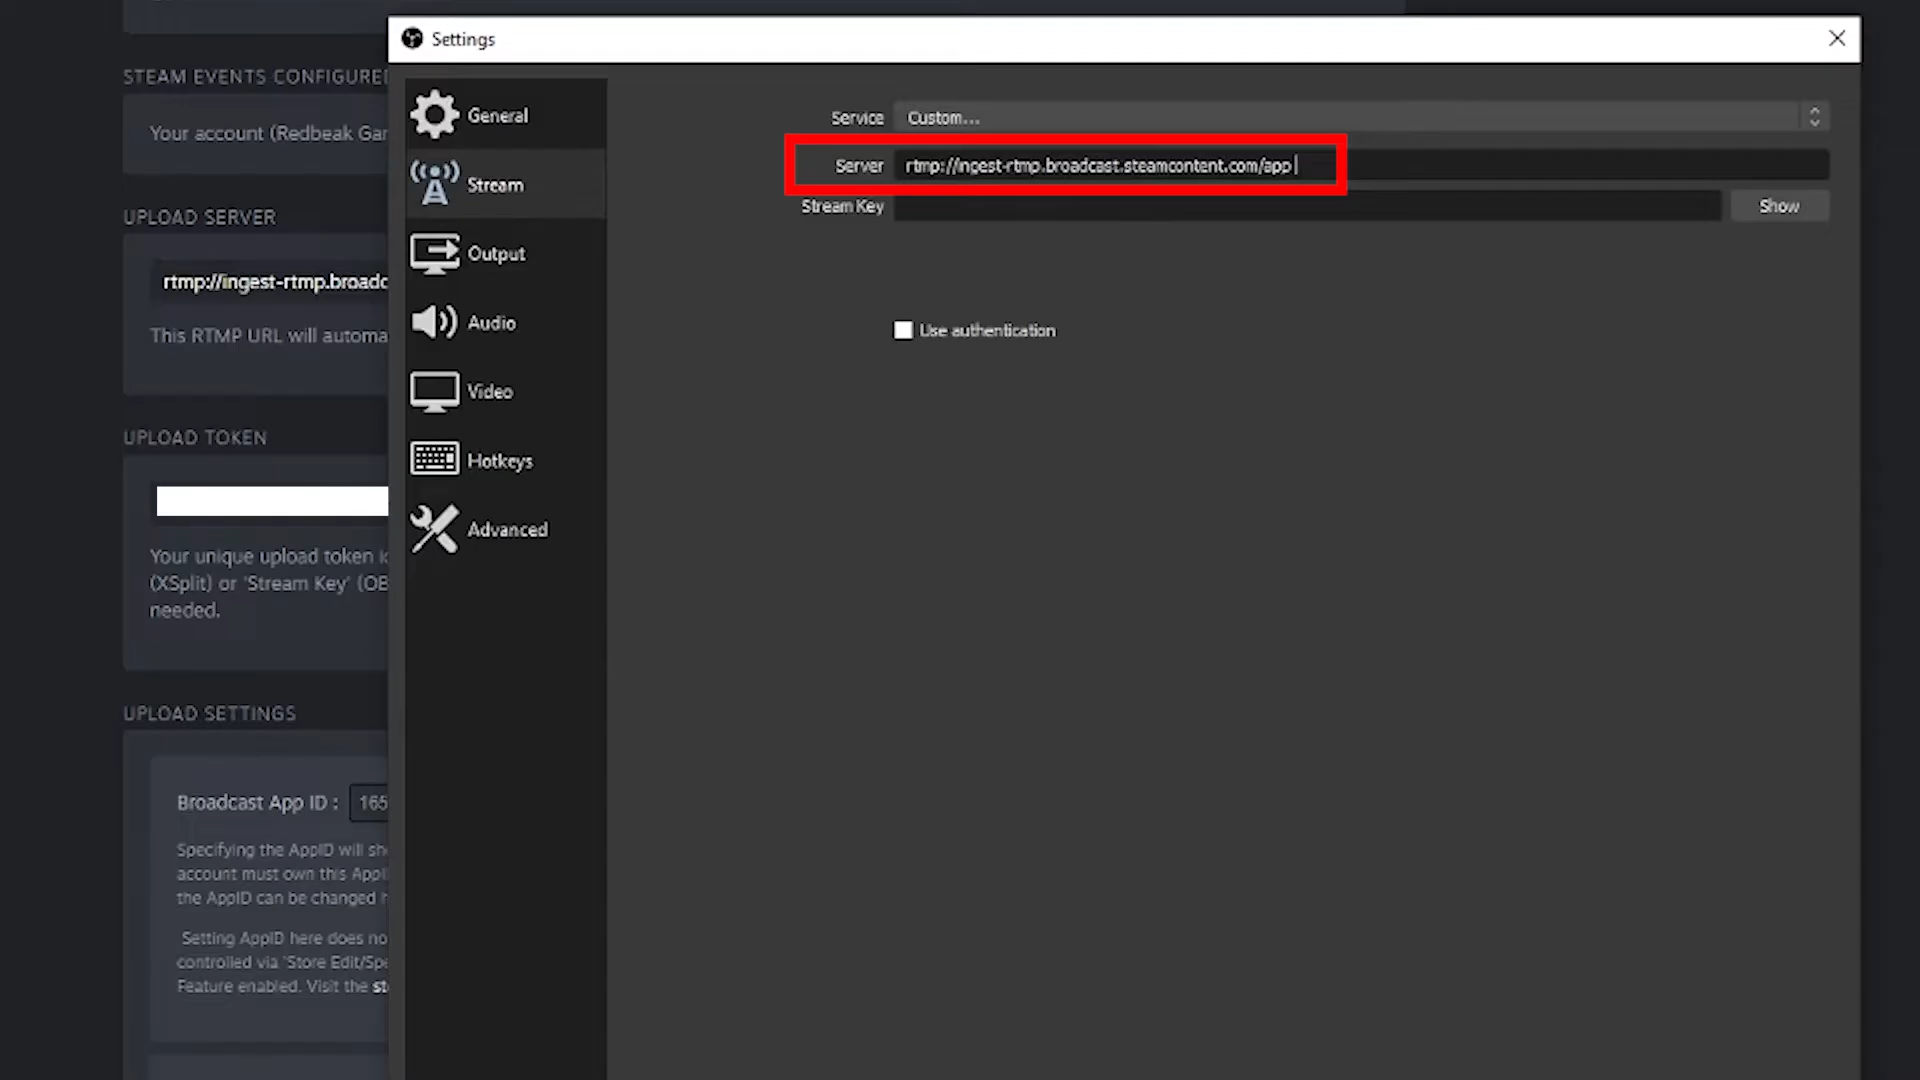 STEAM EVENTS CONFIGURED
Your account (Redbeak Gar
UPLOAD SERVER
rtmp://ingest-rtmp.broadc
This RTMP URL will automa
UPLOAD TOKEN
Your unique upload token
(XSplit) or 'Stream Key' (OB
needed.
UPLOAD SETTINGS
Broadcast App ID : 165
Specifying the AppID will
account must own this
the AppID can be changed
Setting AppID here does no
controlled via 'Store Edit/Spe
Feature enabled. Visit the
Settings
General
Stream
Output
Audio
Video
Hotkeys
Advanced
Service Custom...
Server rtmp://ingest-rtmp.broadcast.steamcontent.com/app
Stream Key Show
Use authentication